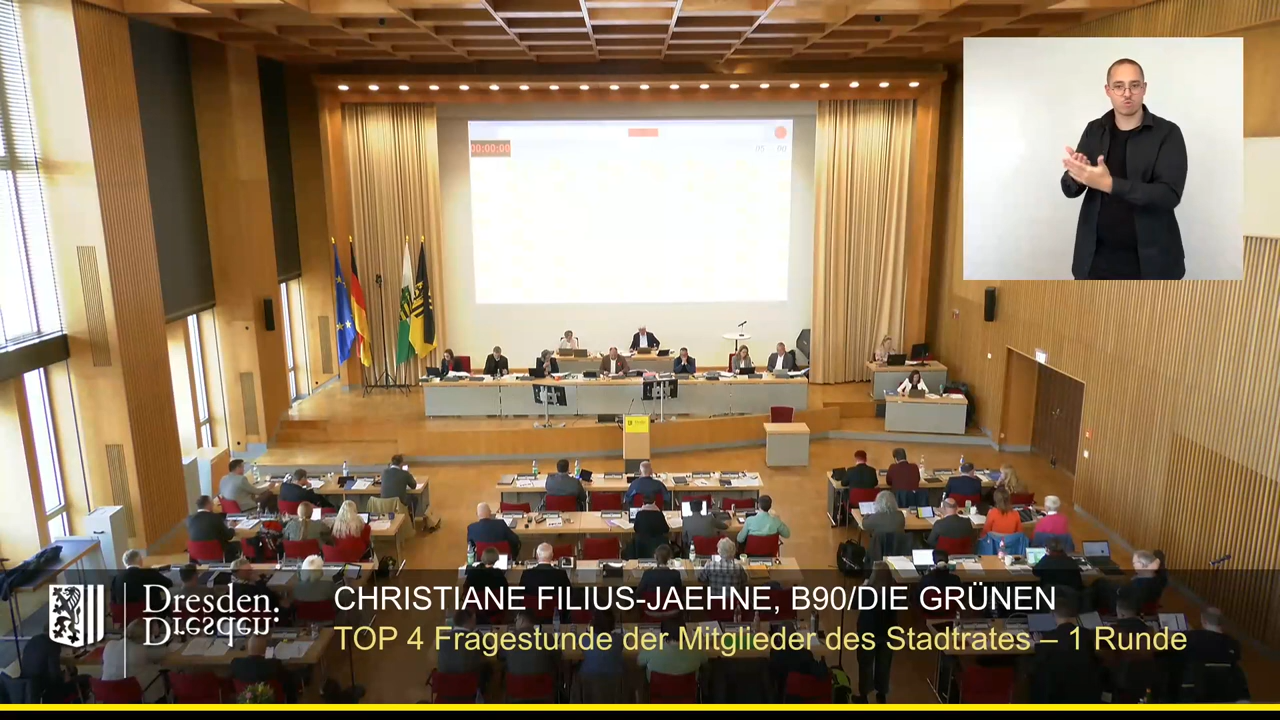 00:00:00
Dresden.
Dresden.
CHRISTIANE FILIUS-JAEHNE, B90/DIE GRÜNEN
TOP 4 Fragestunde der Mitglieder des Stadtrates – 1 Runde